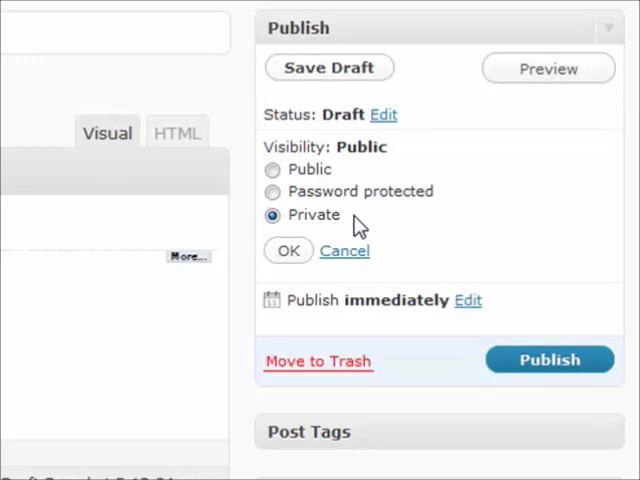 Publish
Save Draft
Preview
Status: Draft Edit
Visual
HTML
Visibility: Public
Public
Password protected
Private
More...
OK
Cancel
Publish immediately Edit
Move to Trash
Publish
Post Tags